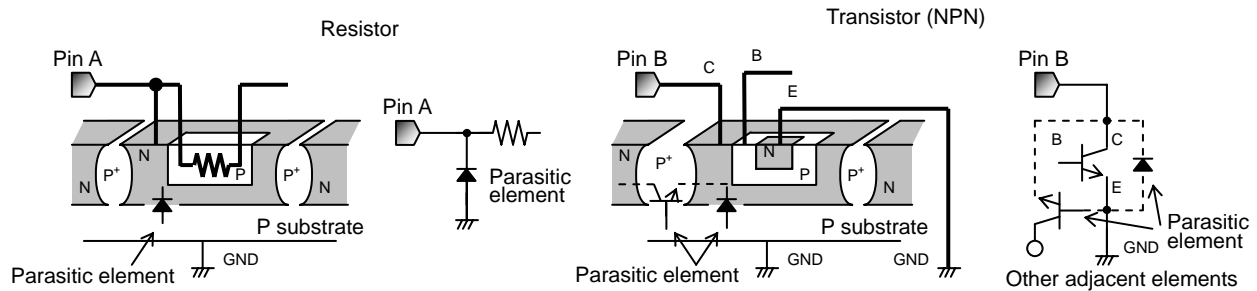 Resistor
Pin A
N
N
P
P+
P+
N
Parasitic element
P substrate
GND
Pin A
Parasitic
element
Transistor (NPN)
Pin B
C
B
E
N
N
P
P+
P+
N
N
P substrate
Parasitic element
GND
GND
Pin B
B
C
E
GND
Parasitic
element
Other adjacent elements